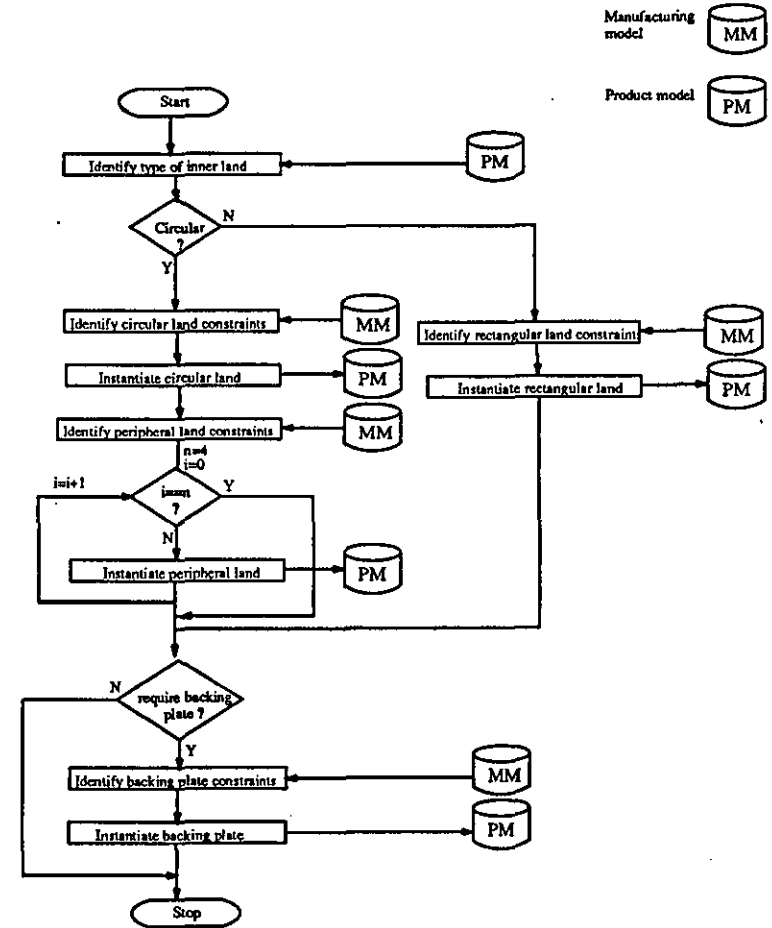 Manufacturing
model
MM
Product model
PM
Start
Identify type of inner land
PM
Circular
?
N
Y
Identify circular land constraints
MM
Identify rectangular land constraints
MM
Instantiate circular land
PM
Instantiate rectangular land
PM
Identify peripheral land constraints
MM
n=4
i=0
i=i+1
i==n
?
Y
N
Instantiate peripheral land
PM
N
require backing
plate ?
Y
Identify backing plate constraints
MM
Instantiate backing plate
PM
Stop